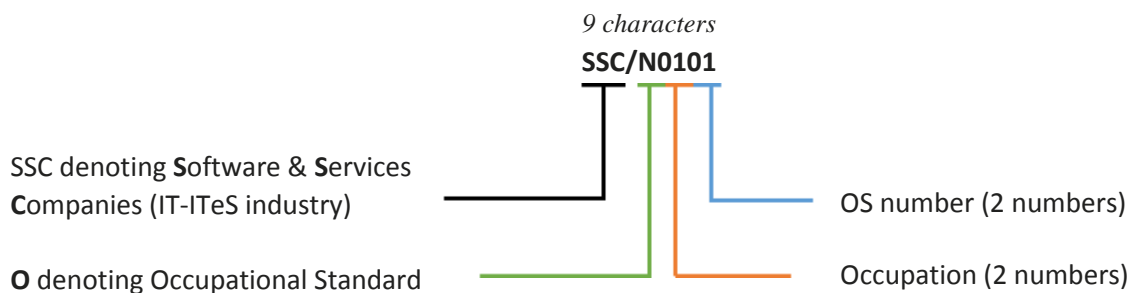 9 characters
SSC/N0101
SSC denoting Software & Services
Companies (IT-ITeS industry)
OS number (2 numbers)
O denoting Occupational Standard
Occupation (2 numbers)